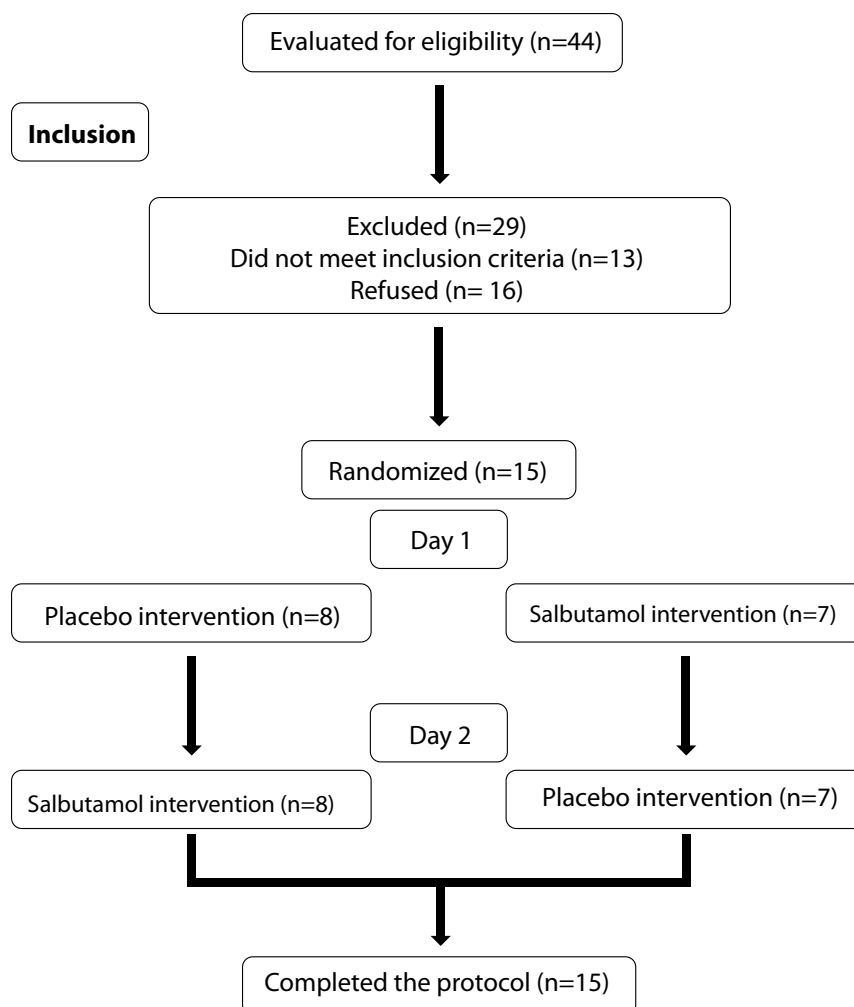 Evaluated for eligibility (n=44)
Inclusion
Excluded (n=29)
Did not meet inclusion criteria (n=13)
Refused (n= 16)
Randomized (n=15)
Day 1
Placebo intervention (n=8)
Salbutamol intervention (n=7)
Day 2
Salbutamol intervention (n=8)
Placebo intervention (n=7)
Completed the protocol (n=15)